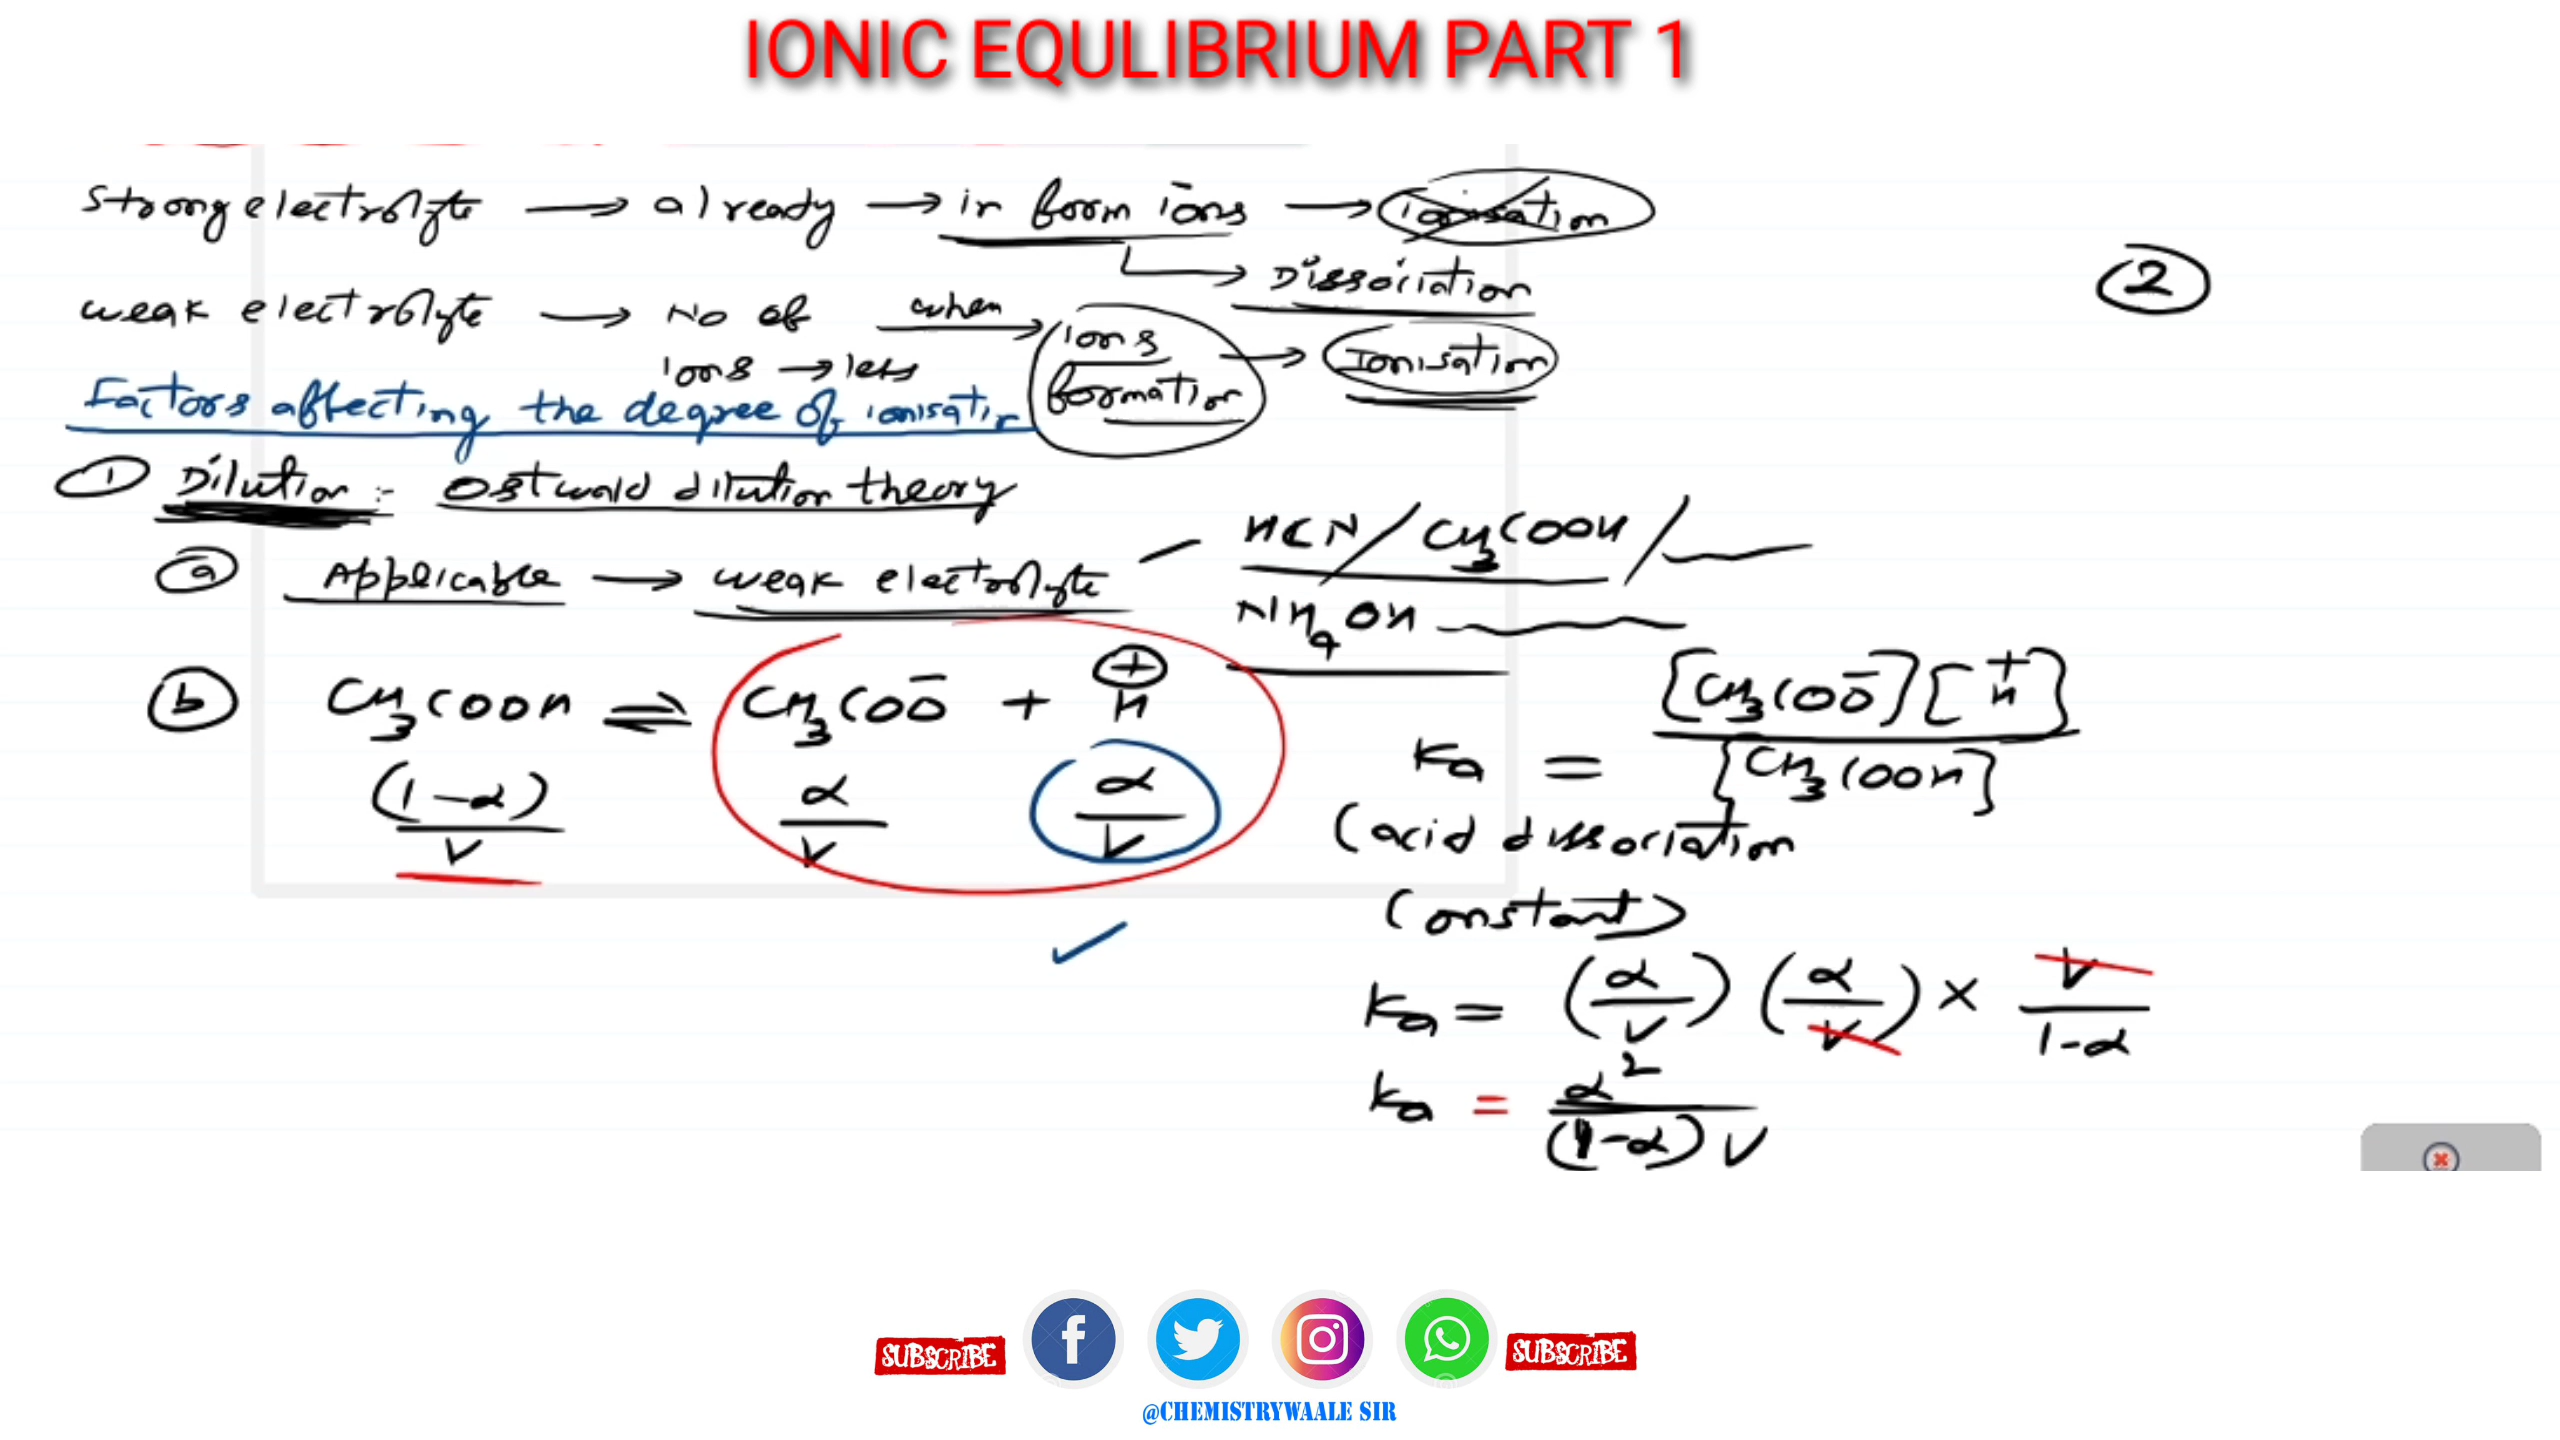 IONIC EQULIBRIUM PART 1
Strong electrolyte → already → in form ions → Ionisation
→ Dissociation
2
weak electrolyte → No of ions → less when → ions formation → Ionisation
Factors affecting the degree of ionisation
① Dilution :- Ostwald dilution theory
ⓐ Applicable → weak electrolyte - HCN / CH3COOH /
NH4OH
ⓑ CH3COOH ⇌ CH3COO⁻ + H⁺
(1-α)/V α/V α/V
Ka = [CH3COO⁻][H⁺] / [CH3COOH]
(acid dissociation
constant)
Ka = (α/V) (α/V) × V/1-α
Ka = α²/(1-α)V
SUBSCRIBE
SUBSCRIBE
@CHEMISTRYWAALE SIR